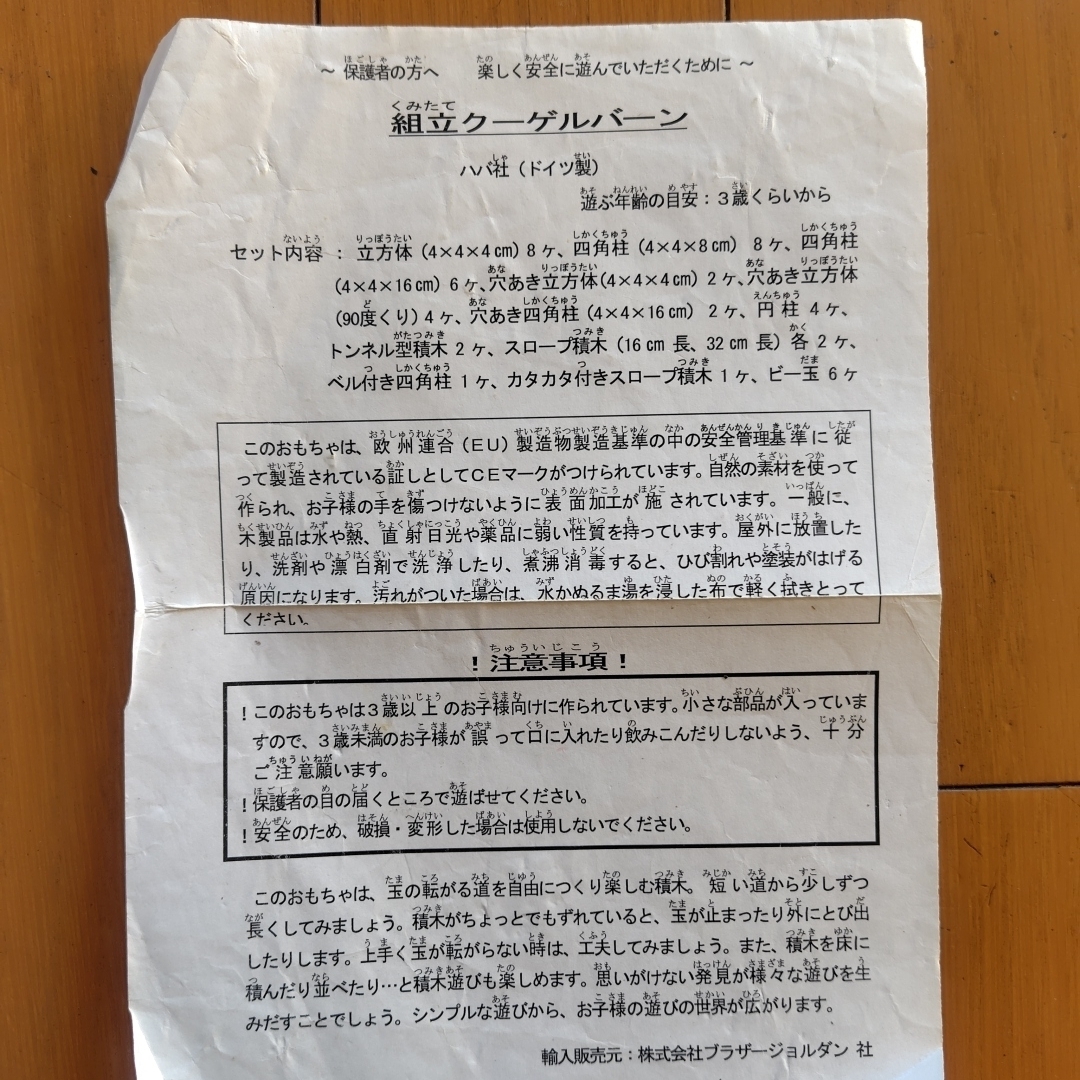 ～ 保護者の方へ　楽しく安全に遊んでいただくために ～
組立クーゲルバーン
ハバ社（ドイツ製）
遊ぶ年齢の目安：３歳くらいから
セット内容 ： 立方体（4×4×4㎝）8ヶ、四角柱（4×4×8㎝） 8ヶ、四角柱
（4×4×16㎝）6ヶ、穴あき立方体（4×4×4㎝）2ヶ、穴あき立方体
（90度くり）4ヶ、穴あき四角柱（4×4×16㎝） 2ヶ、円柱 4ヶ、
トンネル型積木 2ヶ、スロープ積木（16㎝長、32㎝長）各 2ヶ、
ベル付き四角柱 1ヶ、カタカタ付きスロープ積木 1ヶ、ビー玉 6ヶ
このおもちゃは、欧州連合（ＥＵ）製造物製造基準の中の安全管理基準に従
って製造されている証しとしてＣＥマークがつけられています。自然の素材を使って
作られ、お子様の手を傷つけないように表面加工が施されています。一般に、
木製品は水や熱、直射日光や薬品に弱い性質を持っています。屋外に放置した
り、洗剤や漂白剤で洗浄したり、煮沸消毒すると、ひび割れや塗装がはげる
原因になります。汚れがついた場合は、水かぬるま湯を浸した布で軽く拭きとって
ください。
！注意事項！
！このおもちゃは３歳以上のお子様向けに作られています。小さな部品が入っていま
すので、３歳未満のお子様が誤って口に入れたり飲みこんだりしないよう、十分
ご注意願います。
！保護者の目の届くところで遊ばせてください。
！安全のため、破損・変形した場合は使用しないでください。
このおもちゃは、玉の転がる道を自由につくり楽しむ積木。短い道から少しずつ
長くしてみましょう。積木がちょっとでもずれていると、玉が止まったり外にとび出
したりします。上手く玉が転がらない時は、工夫してみましょう。また、積木を床に
積んだり並べたり…と積木遊びも楽しめます。思いがけない発見が様々な遊びを生
みだすことでしょう。シンプルな遊びから、お子様の遊びの世界が広がります。
輸入販売元：株式会社ブラザージョルダン 社